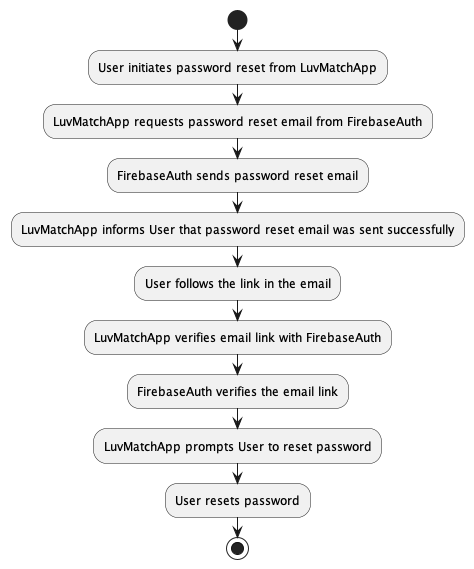 User initiates password reset from LuvMatchApp
LuvMatchApp requests password reset email from FirebaseAuth
FirebaseAuth sends password reset email
LuvMatchApp informs User that password reset email was sent successfully
User follows the link in the email
LuvMatchApp verifies email link with FirebaseAuth
FirebaseAuth verifies the email link
LuvMatchApp prompts User to reset password
User resets password